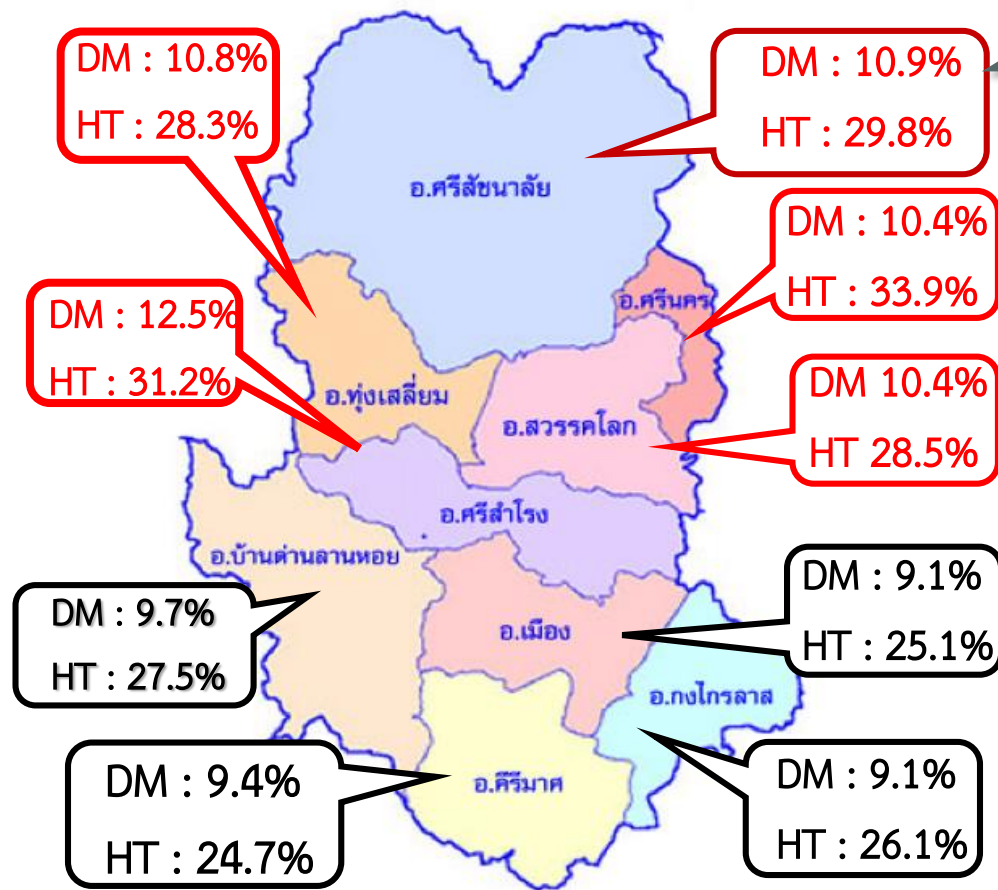 DM : 10.8%
HT : 28.3%
DM : 10.9%
HT : 29.8%
อ.ศรีสัชนาลัย
DM : 10.4%
HT : 33.9%
อ.ศรีนคร
DM : 12.5%
HT : 31.2%
อ.ทุ่งเสลี่ยม
อ.สวรรคโลก
DM 10.4%
HT 28.5%
อ.ศรีสำโรง
อ.บ้านด่านลานหอย
DM : 9.7%
HT : 27.5%
อ.เมือง
DM : 9.1%
HT : 25.1%
อ.กงไกรลาส
DM : 9.4%
HT : 24.7%
อ.คีรีมาศ
DM : 9.1%
HT : 26.1%